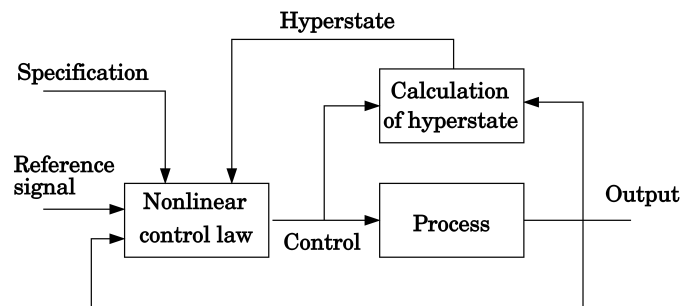 Hyperstate
Specification
Calculation
of hyperstate
Reference
signal
Nonlinear
control law
Control
Process
Output